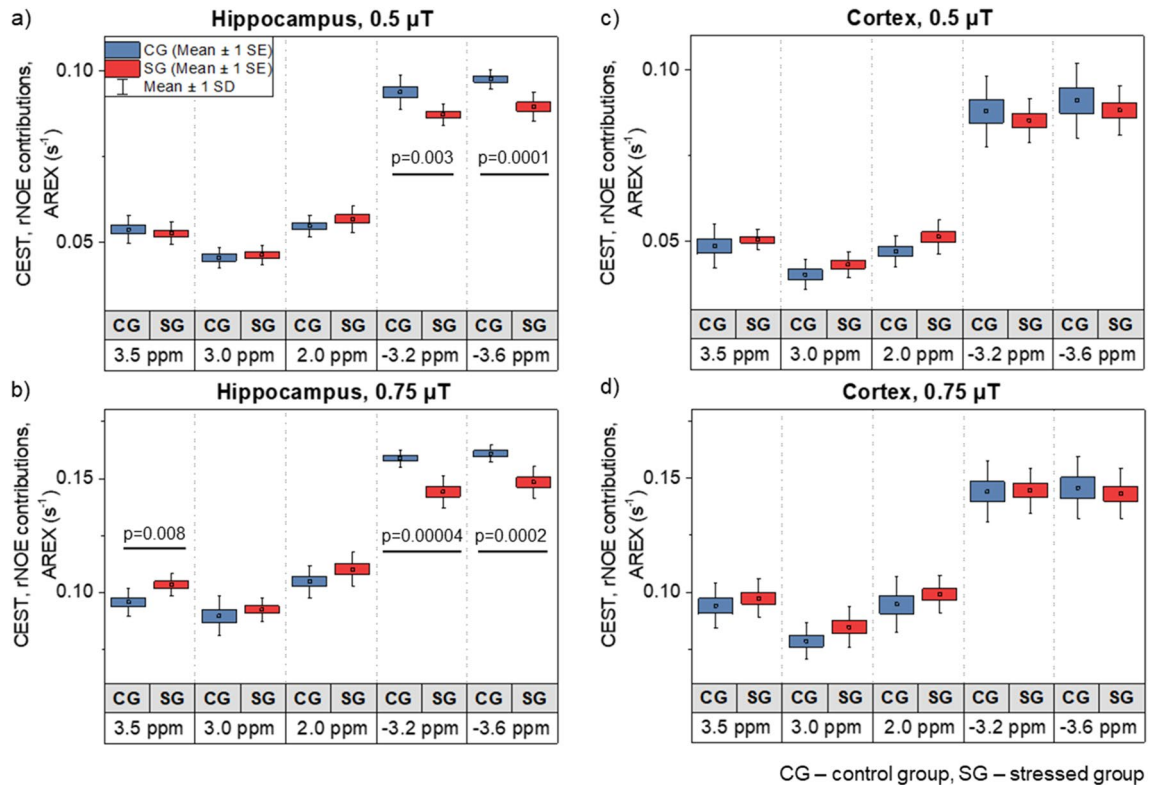 a)
Hippocampus, 0.5 µT
CG (Mean ± 1 SE)
SG (Mean ± 1 SE)
Mean ± 1 SD
CEST, rNOE contributions,
AREX (s⁻¹)
0.10
0.05
p=0.003
p=0.0001
CG SG CG SG CG SG CG SG CG SG
3.5 ppm 3.0 ppm 2.0 ppm -3.2 ppm -3.6 ppm
b)
Hippocampus, 0.75 µT
CEST, rNOE contributions,
AREX (s⁻¹)
0.15
0.10
p=0.008
p=0.00004
p=0.0002
CG SG CG SG CG SG CG SG CG SG
3.5 ppm 3.0 ppm 2.0 ppm -3.2 ppm -3.6 ppm
c)
Cortex, 0.5 µT
CEST, rNOE contributions,
AREX (s⁻¹)
0.10
0.05
CG SG CG SG CG SG CG SG CG SG
3.5 ppm 3.0 ppm 2.0 ppm -3.2 ppm -3.6 ppm
d)
Cortex, 0.75 µT
CEST, rNOE contributions,
AREX (s⁻¹)
0.15
0.10
CG SG CG SG CG SG CG SG CG SG
3.5 ppm 3.0 ppm 2.0 ppm -3.2 ppm -3.6 ppm
CG – control group, SG – stressed group